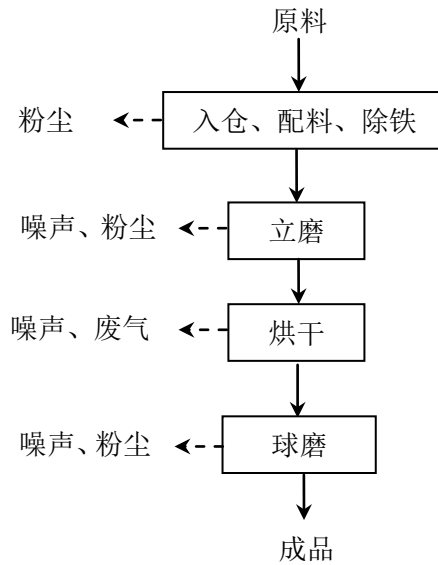 原料
粉尘
入仓、配料、除铁
噪声、粉尘
立磨
噪声、废气
烘干
噪声、粉尘
球磨
成品